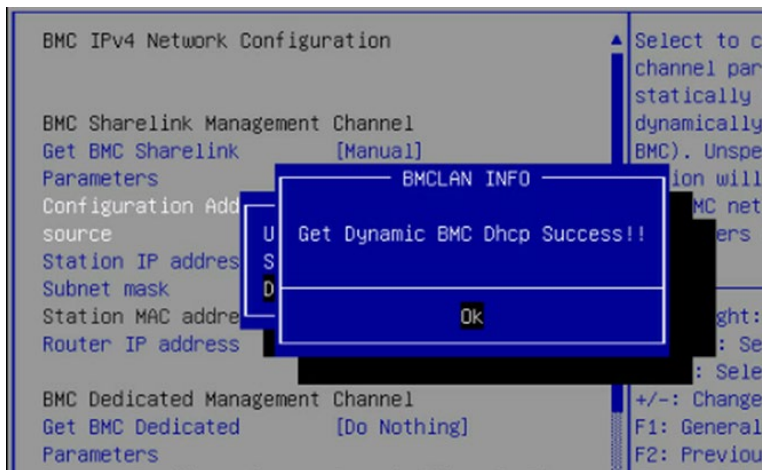 BMC IPv4 Network Configuration
BMC Sharelink Management Channel
Get BMC Sharelink [Manual]
Parameters
Configuration Add
source
Station IP addres
Subnet mask
Station MAC addre
Router IP address
BMC Dedicated Management Channel
Get BMC Dedicated [Do Nothing]
Parameters
U
S
D
BMCLAN INFO
Get Dynamic BMC Dhcp Success!!
Ok
Select to c
channel par
statically
dynamically
BMC). Unspe
ion will
MC net
ers
ght:
: Se
: Sele
+/-: Change
F1: General
F2: Previou